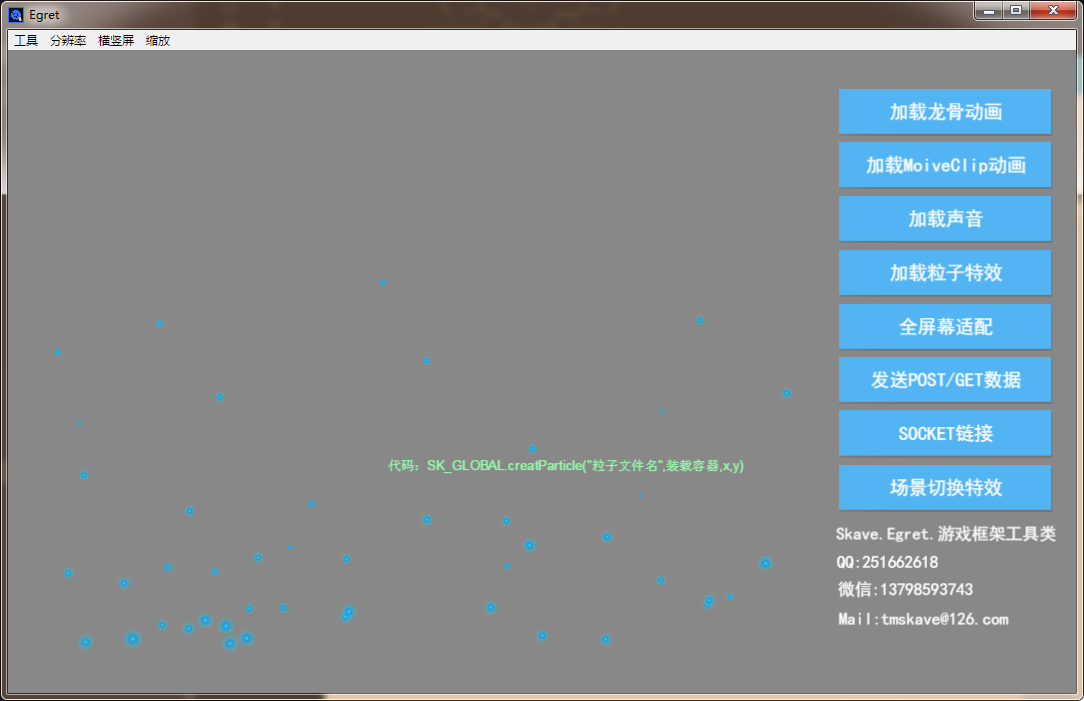 Egret
工具 分辨率 横竖屏 缩放
加载龙骨动画
加载MoiveClip动画
加载声音
加载粒子特效
全屏幕适配
发送POST/GET数据
代码：SK_GLOBAL.creatParticle("粒子文件名",装载容器,x,y)
SOCKET链接
场景切换特效
Skave.Egret.游戏框架工具类
QQ:251662618
微信:13798593743
Mail:tmskave@126.com